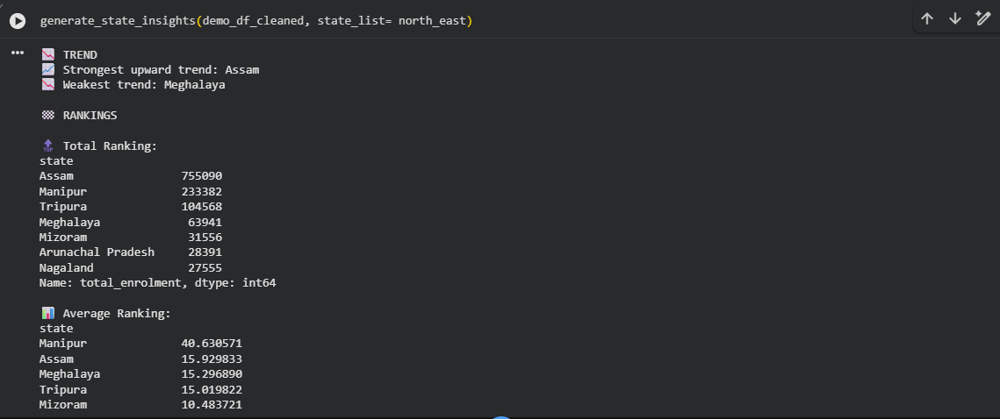 generate_state_insights(demo_df_cleaned, state_list= north_east)
TREND
Strongest upward trend: Assam
Weakest trend: Meghalaya
RANKINGS
TOP Total Ranking:
state
Assam 755090
Manipur 233382
Tripura 104568
Meghalaya 63941
Mizoram 31556
Arunachal Pradesh 28391
Nagaland 27555
Name: total_enrolment, dtype: int64
Average Ranking:
state
Manipur 40.630571
Assam 15.929833
Meghalaya 15.296890
Tripura 15.019822
Mizoram 10.483721